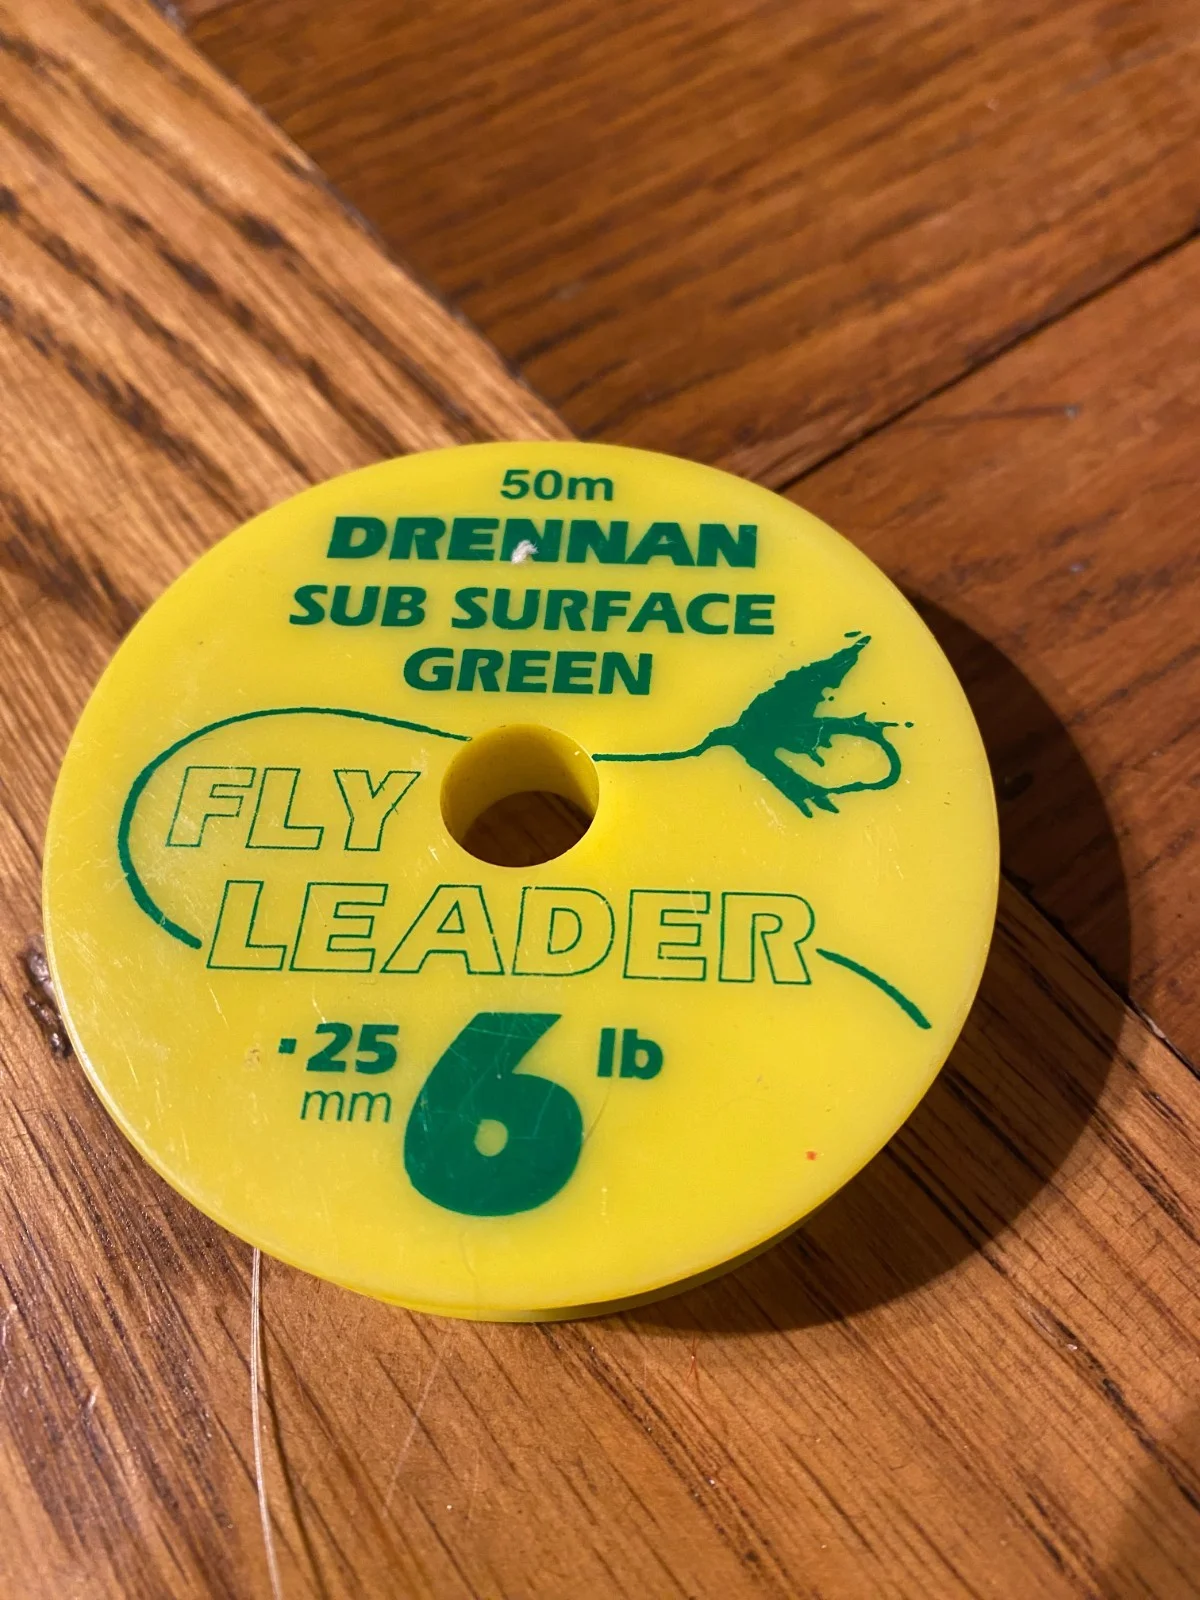 50m
DRENNAN
SUB SURFACE
GREEN
FLY
LEADER
.25 6 lb
mm